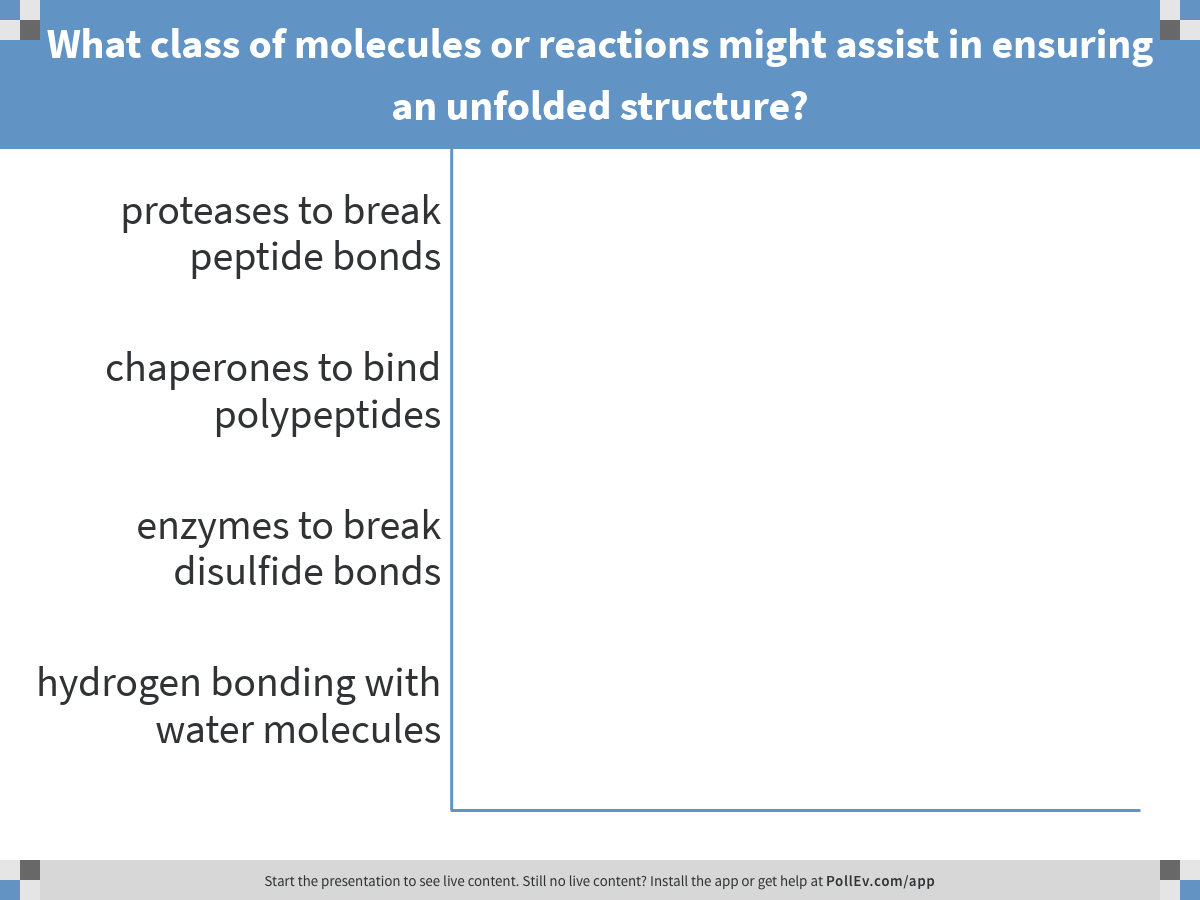 What class of molecules or reactions might assist in ensuring
an unfolded structure?
proteases to break
peptide bonds
chaperones to bind
polypeptides
enzymes to break
disulfide bonds
hydrogen bonding with
water molecules
Start the presentation to see live content. Still no live content? Install the app or get help at PollEv.com/app